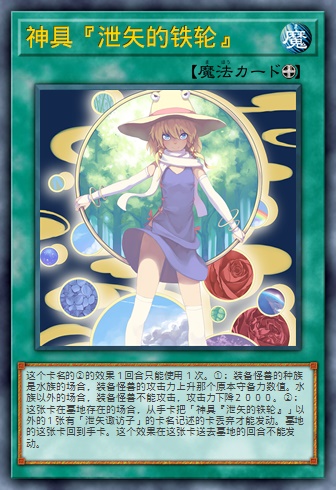 神具『泄矢的铁轮』
魔
【魔法カード】
这个卡名的②的效果1回合只能使用1次。①：装备怪兽的种族
是水族的场合，装备怪兽的攻击力上升那个原本守备力数值。水
族以外的场合，装备怪兽不能攻击，攻击力下降2000。②：
这张卡在墓地存在的场合，从手卡把「神具『泄矢的铁轮』」以
外的1张有「泄矢诹访子」的卡名记述的卡丢弃才能发动。墓地
的这张卡回到手卡。这个效果在这张卡送去墓地的回合不能发
动。